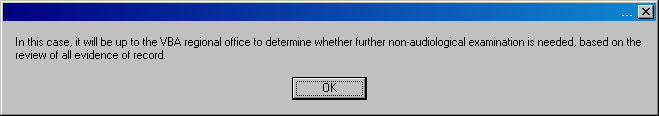 ...
In this case, it will be up to the VBA regional office to determine whether further non-audiological examination is needed, based on the
review of all evidence of record.
OK